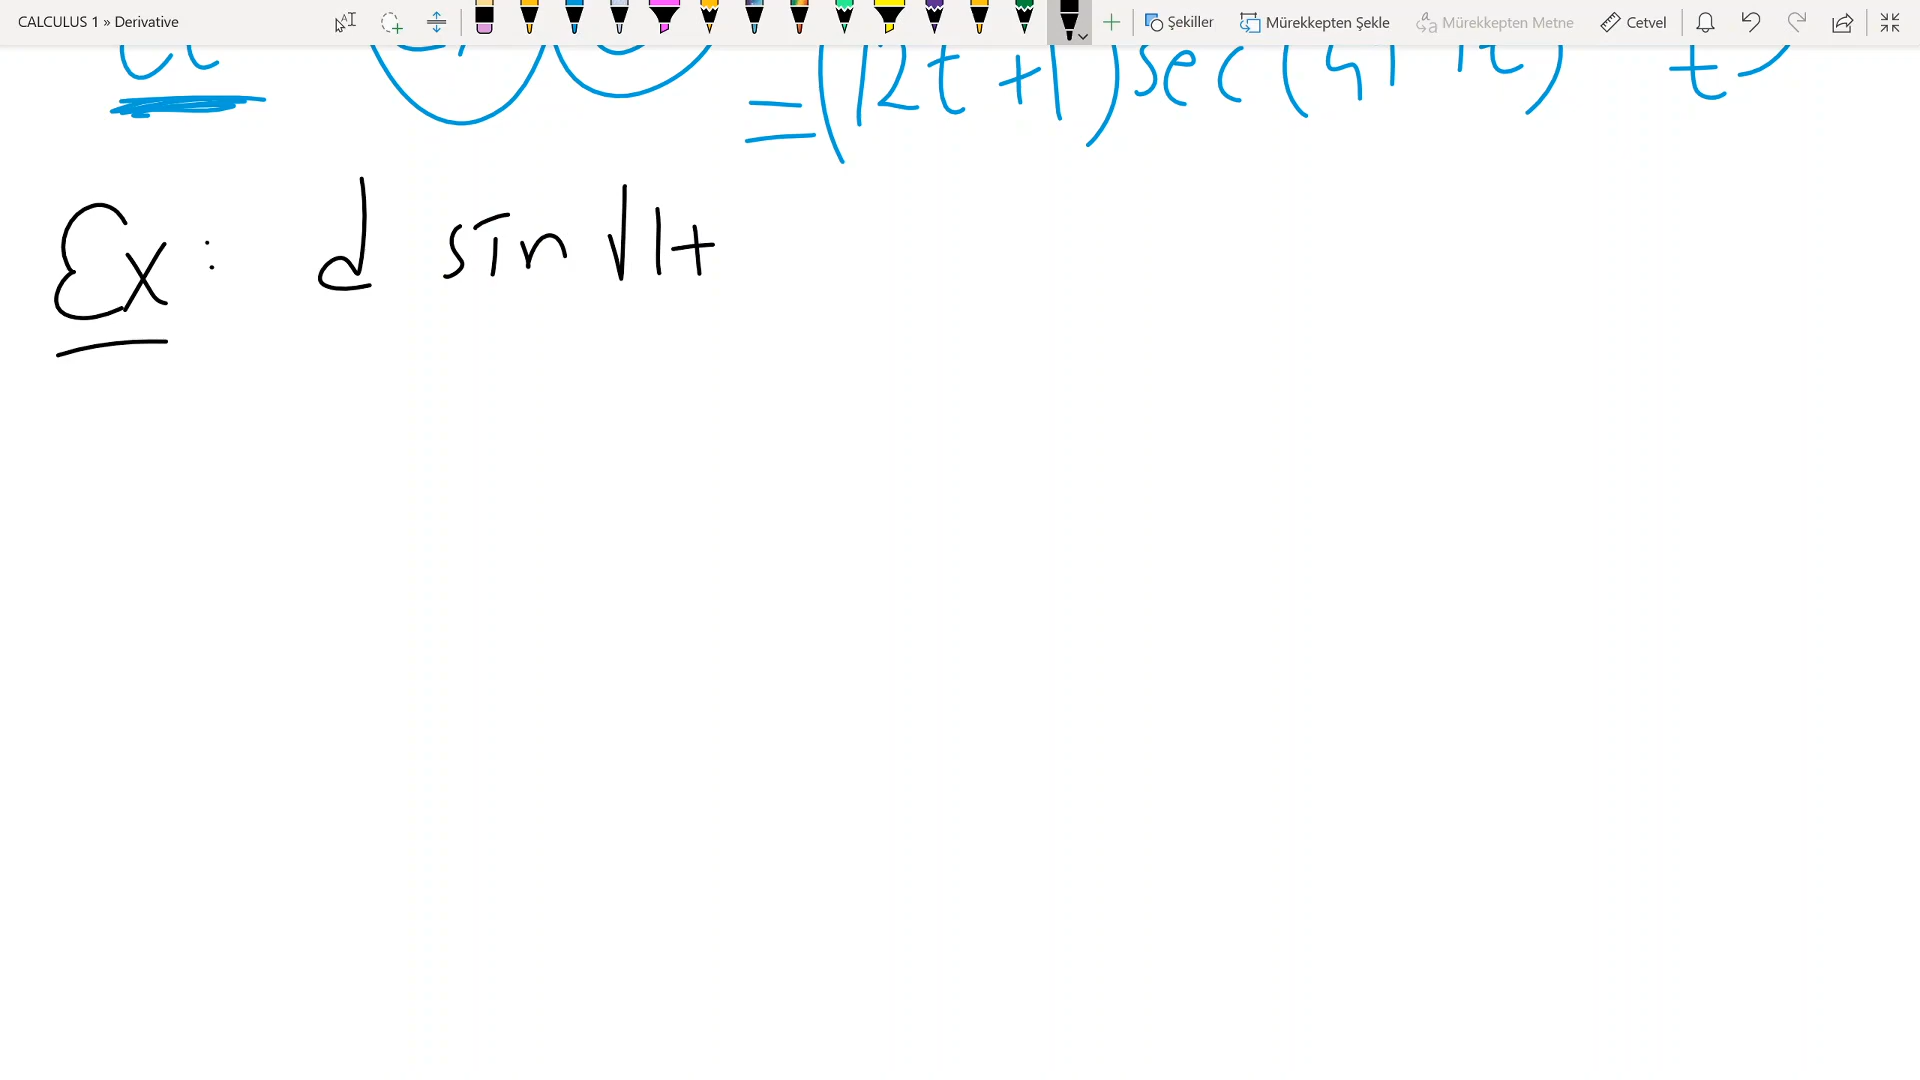 CALCULUS 1 » Derivative Şekiller Mürekkepten Şekle Mürekkepten Metne Cetvel
=(12t+1)sec(
Ex: d sin √1+